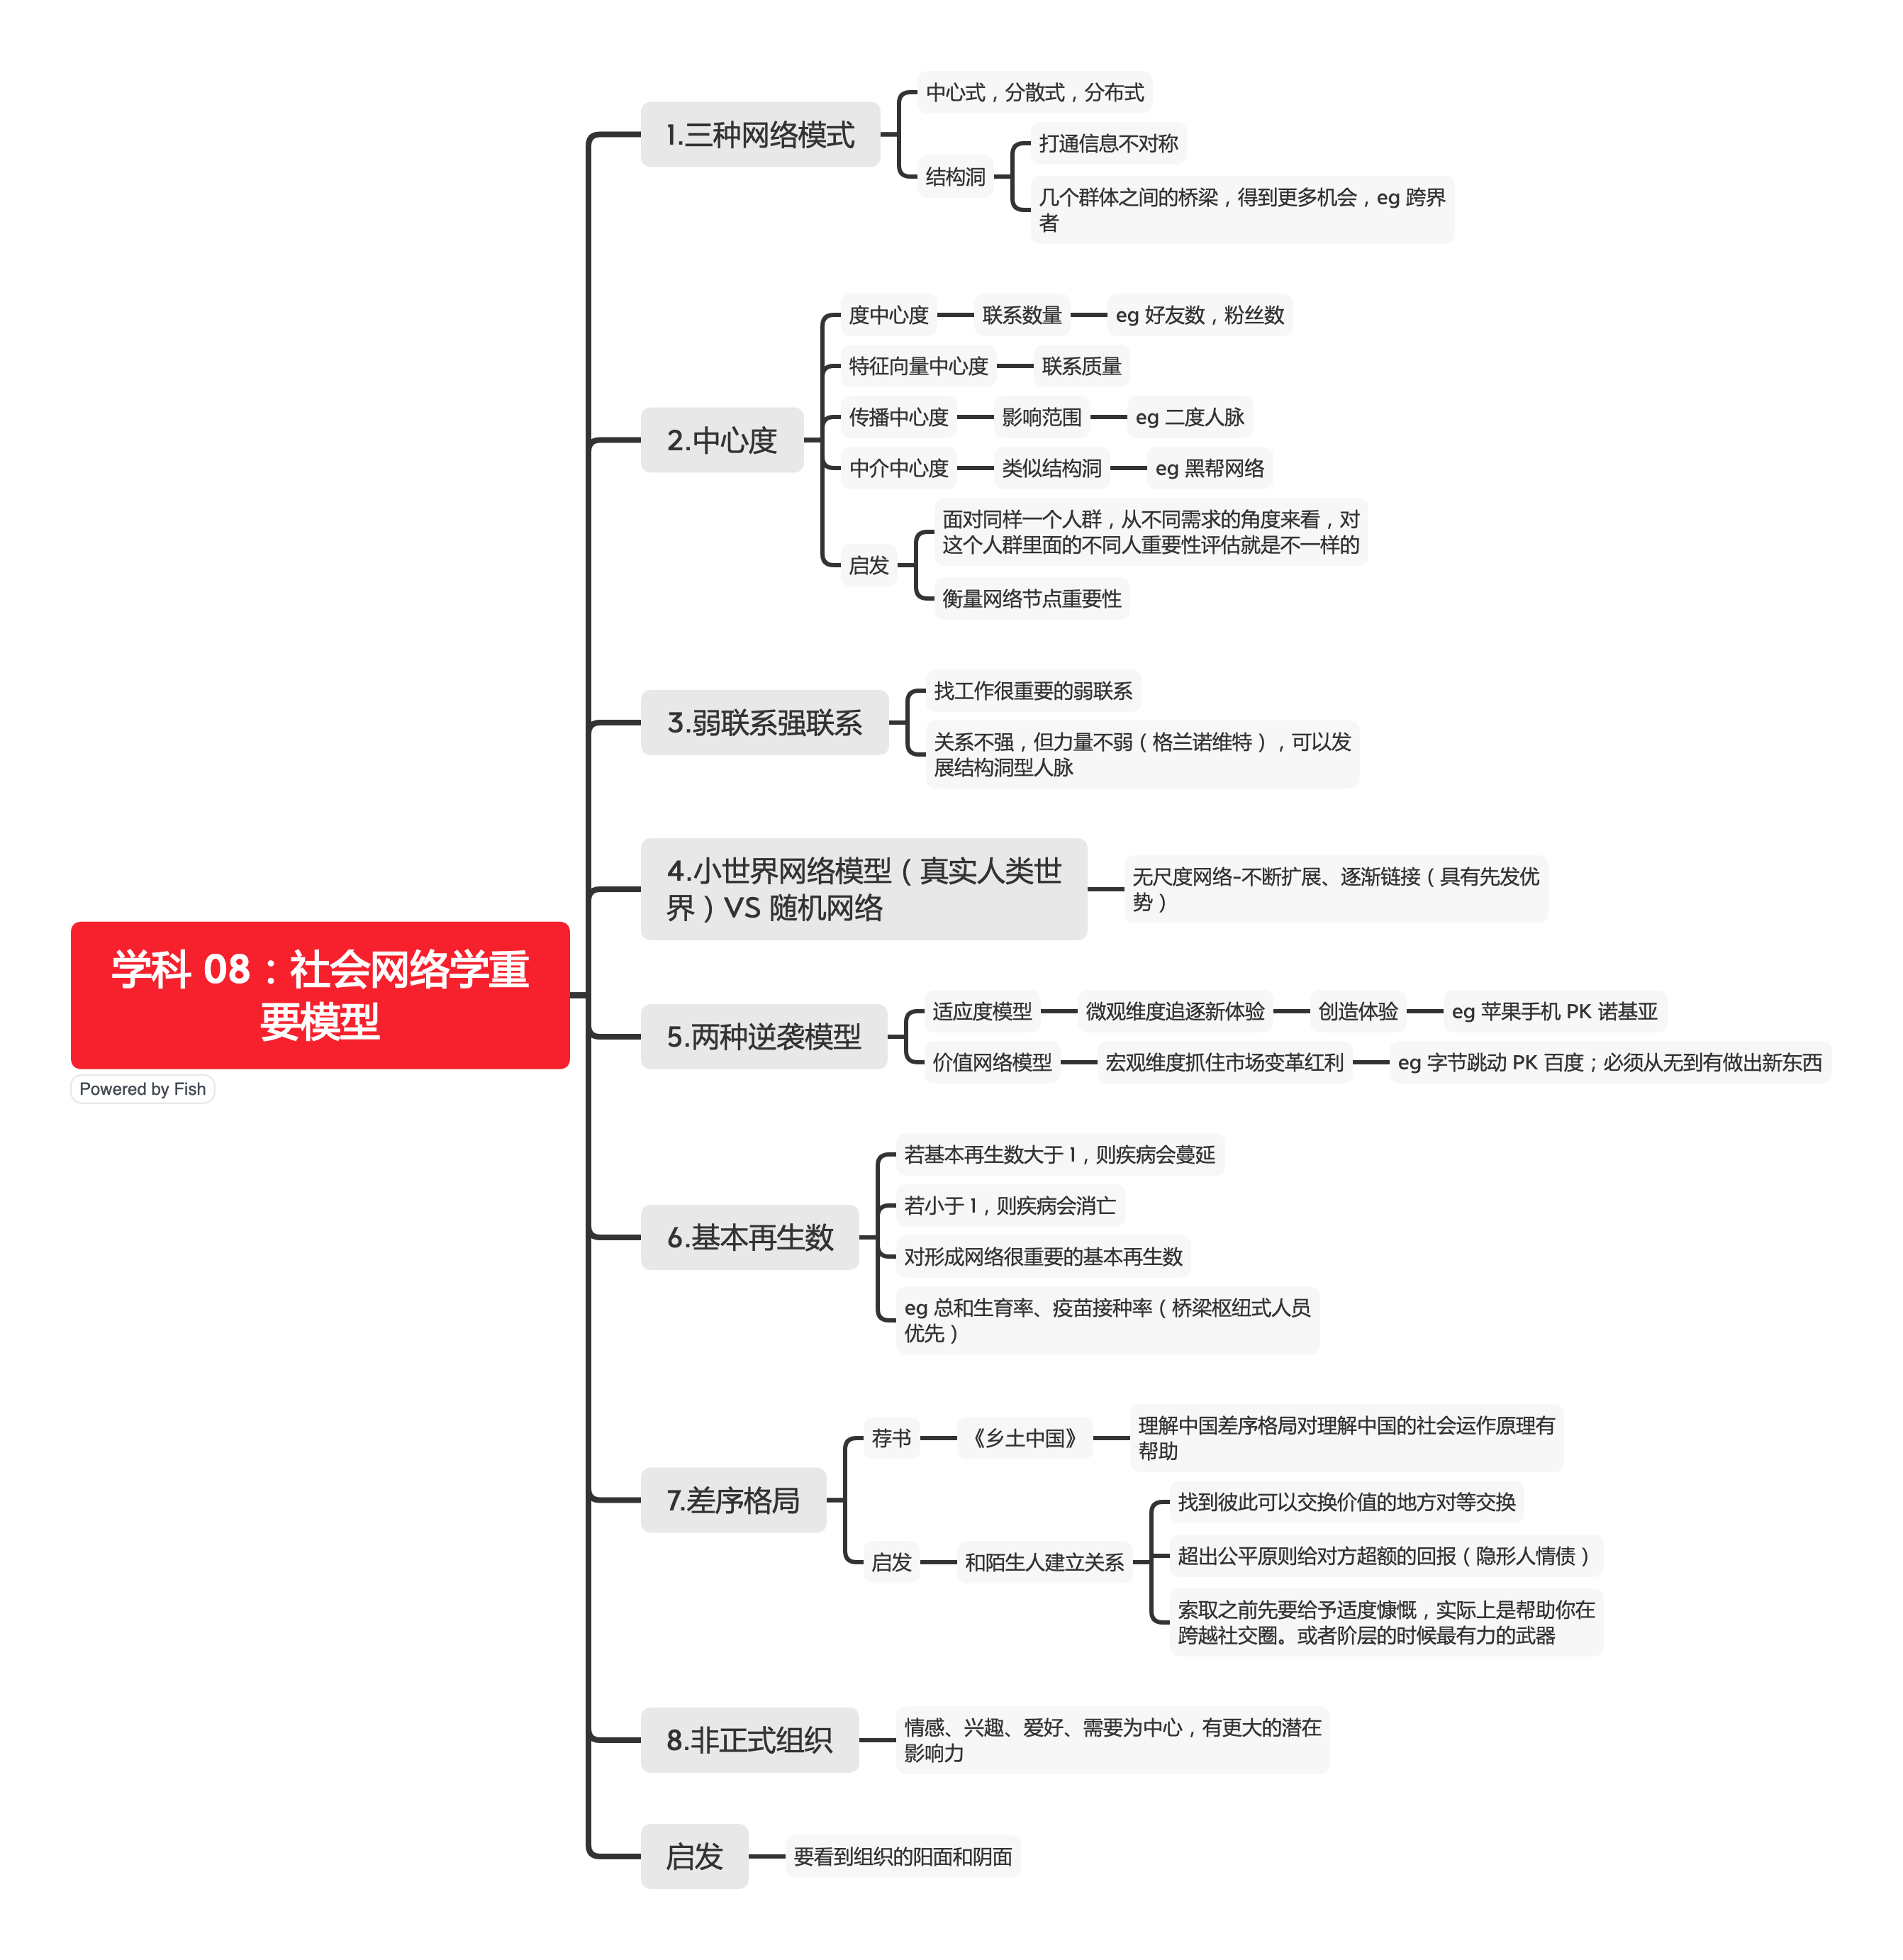 学科 08：社会网络学重
要模型
Powered by Fish
1.三种网络模式
中心式，分散式，分布式
结构洞
打通信息不对称
几个群体之间的桥梁，得到更多机会，eg 跨界
者
2.中心度
度中心度
联系数量
eg 好友数，粉丝数
特征向量中心度
联系质量
传播中心度
影响范围
eg 二度人脉
中介中心度
类似结构洞
eg 黑帮网络
启发
面对同样一个人群，从不同需求的角度来看，对
这个人群里面的不同人重要性评估就是不一样的
衡量网络节点重要性
3.弱联系强联系
找工作很重要的弱联系
关系不强，但力量不弱（格兰诺维特），可以发
展结构洞型人脉
4.小世界网络模型（真实人类世
界）VS 随机网络
无尺度网络-不断扩展、逐渐链接（具有先发优
势）
5.两种逆袭模型
适应度模型
微观维度追逐新体验
创造体验
eg 苹果手机 PK 诺基亚
价值网络模型
宏观维度抓住市场变革红利
eg 字节跳动 PK 百度；必须从无到有做出新东西
6.基本再生数
若基本再生数大于 1，则疾病会蔓延
若小于 1，则疾病会消亡
对形成网络很重要的基本再生数
eg 总和生育率、疫苗接种率（桥梁枢纽式人员
优先）
7.差序格局
荐书
《乡土中国》
理解中国差序格局对理解中国的社会运作原理有
帮助
启发
和陌生人建立关系
找到彼此可以交换价值的地方对等交换
超出公平原则给对方超额的回报（隐形人情债）
索取之前先要给予适度慷慨，实际上是帮助你在
跨越社交圈。或者阶层的时候最有力的武器
8.非正式组织
情感、兴趣、爱好、需要为中心，有更大的潜在
影响力
启发
要看到组织的阳面和阴面